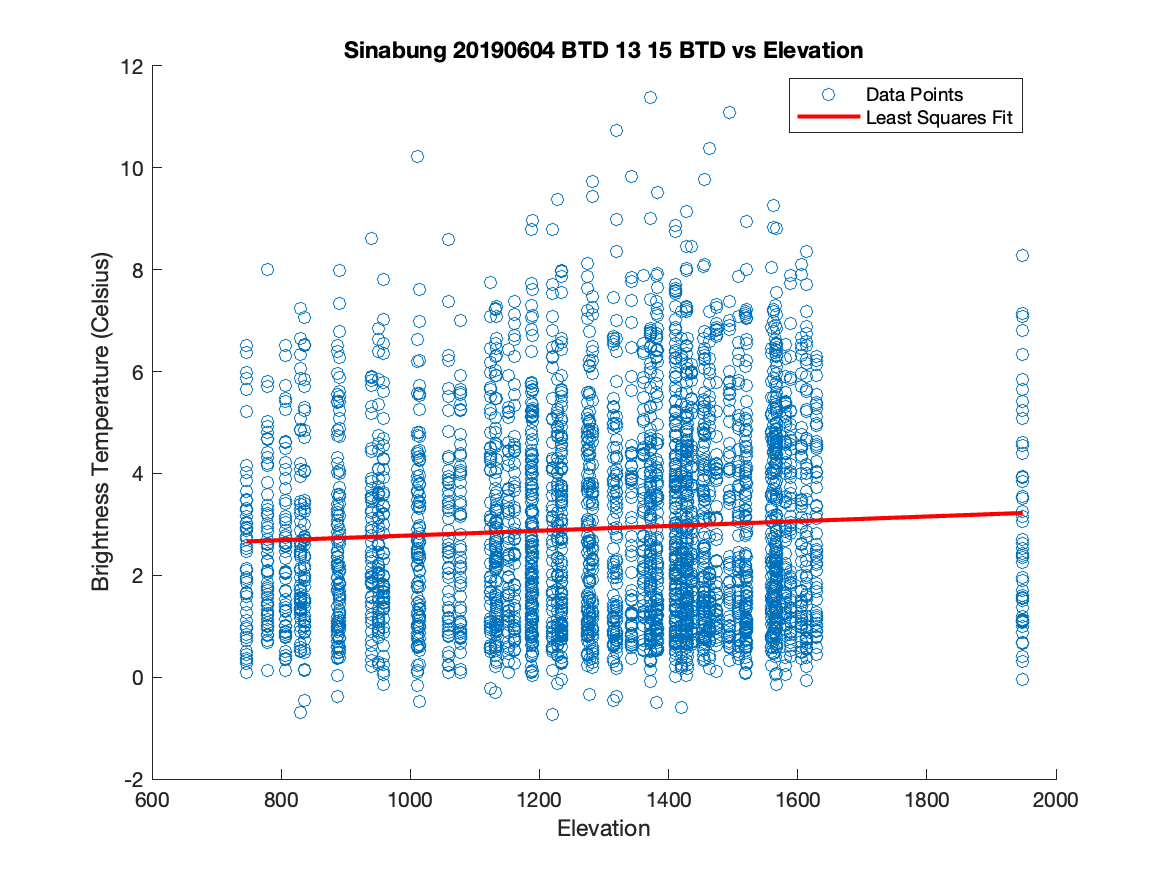 Sinabung 20190604 BTD 13 15 BTD vs Elevation
12
Data Points
Least Squares Fit
10
8
6
4
2
0
-2
Brightness Temperature (Celsius)
600 800 1000 1200 1400 1600 1800 2000
Elevation